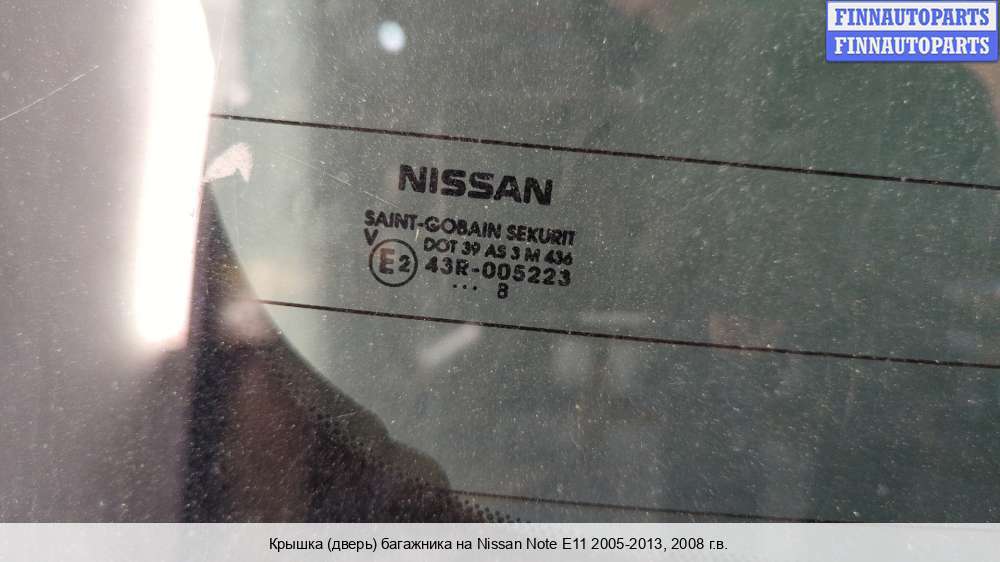 FINNAUTOPARTS
FINNAUTOPARTS
NISSAN
SAINT-GOBAIN SEKURIT
V
DOT 39 AS 3 M 436
E2
43R-005223
... 8
Крышка (дверь) багажника на Nissan Note E11 2005-2013, 2008 г.в.